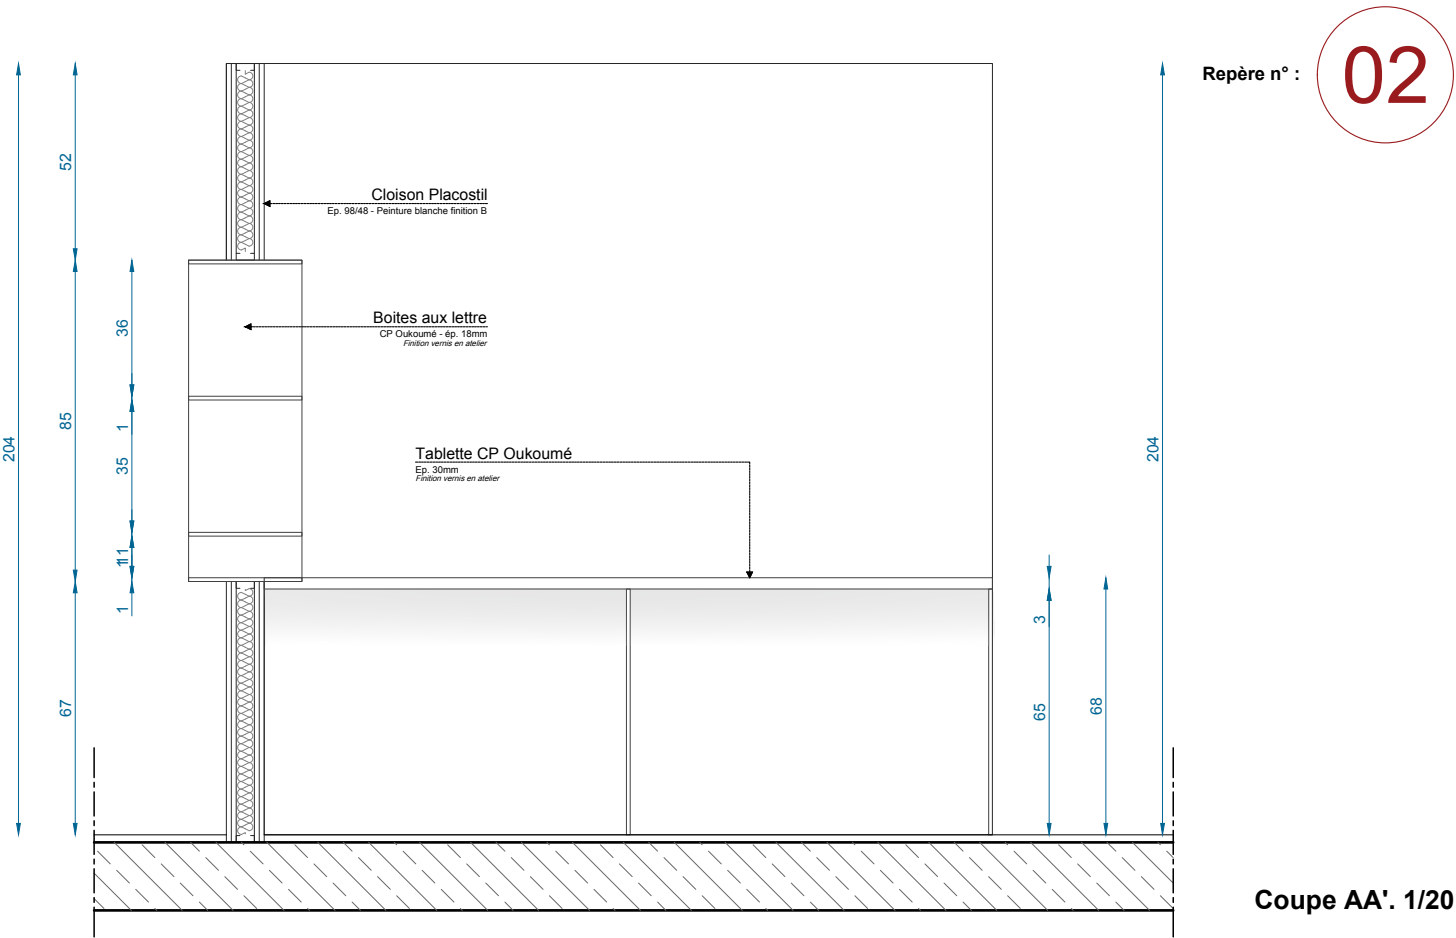 Repère n° :
02
Cloison Placostil
Ep. 98/48 - Peinture blanche finition B
Boites aux lettre
CP Oukoumé - ép. 18mm
Finition vernis en atelier
Tablette CP Oukoumé
Ep. 30mm
Finition vernis en atelier
204
52
85
67
36
1
35
11
1
1
3
65
68
204
Coupe AA'. 1/20